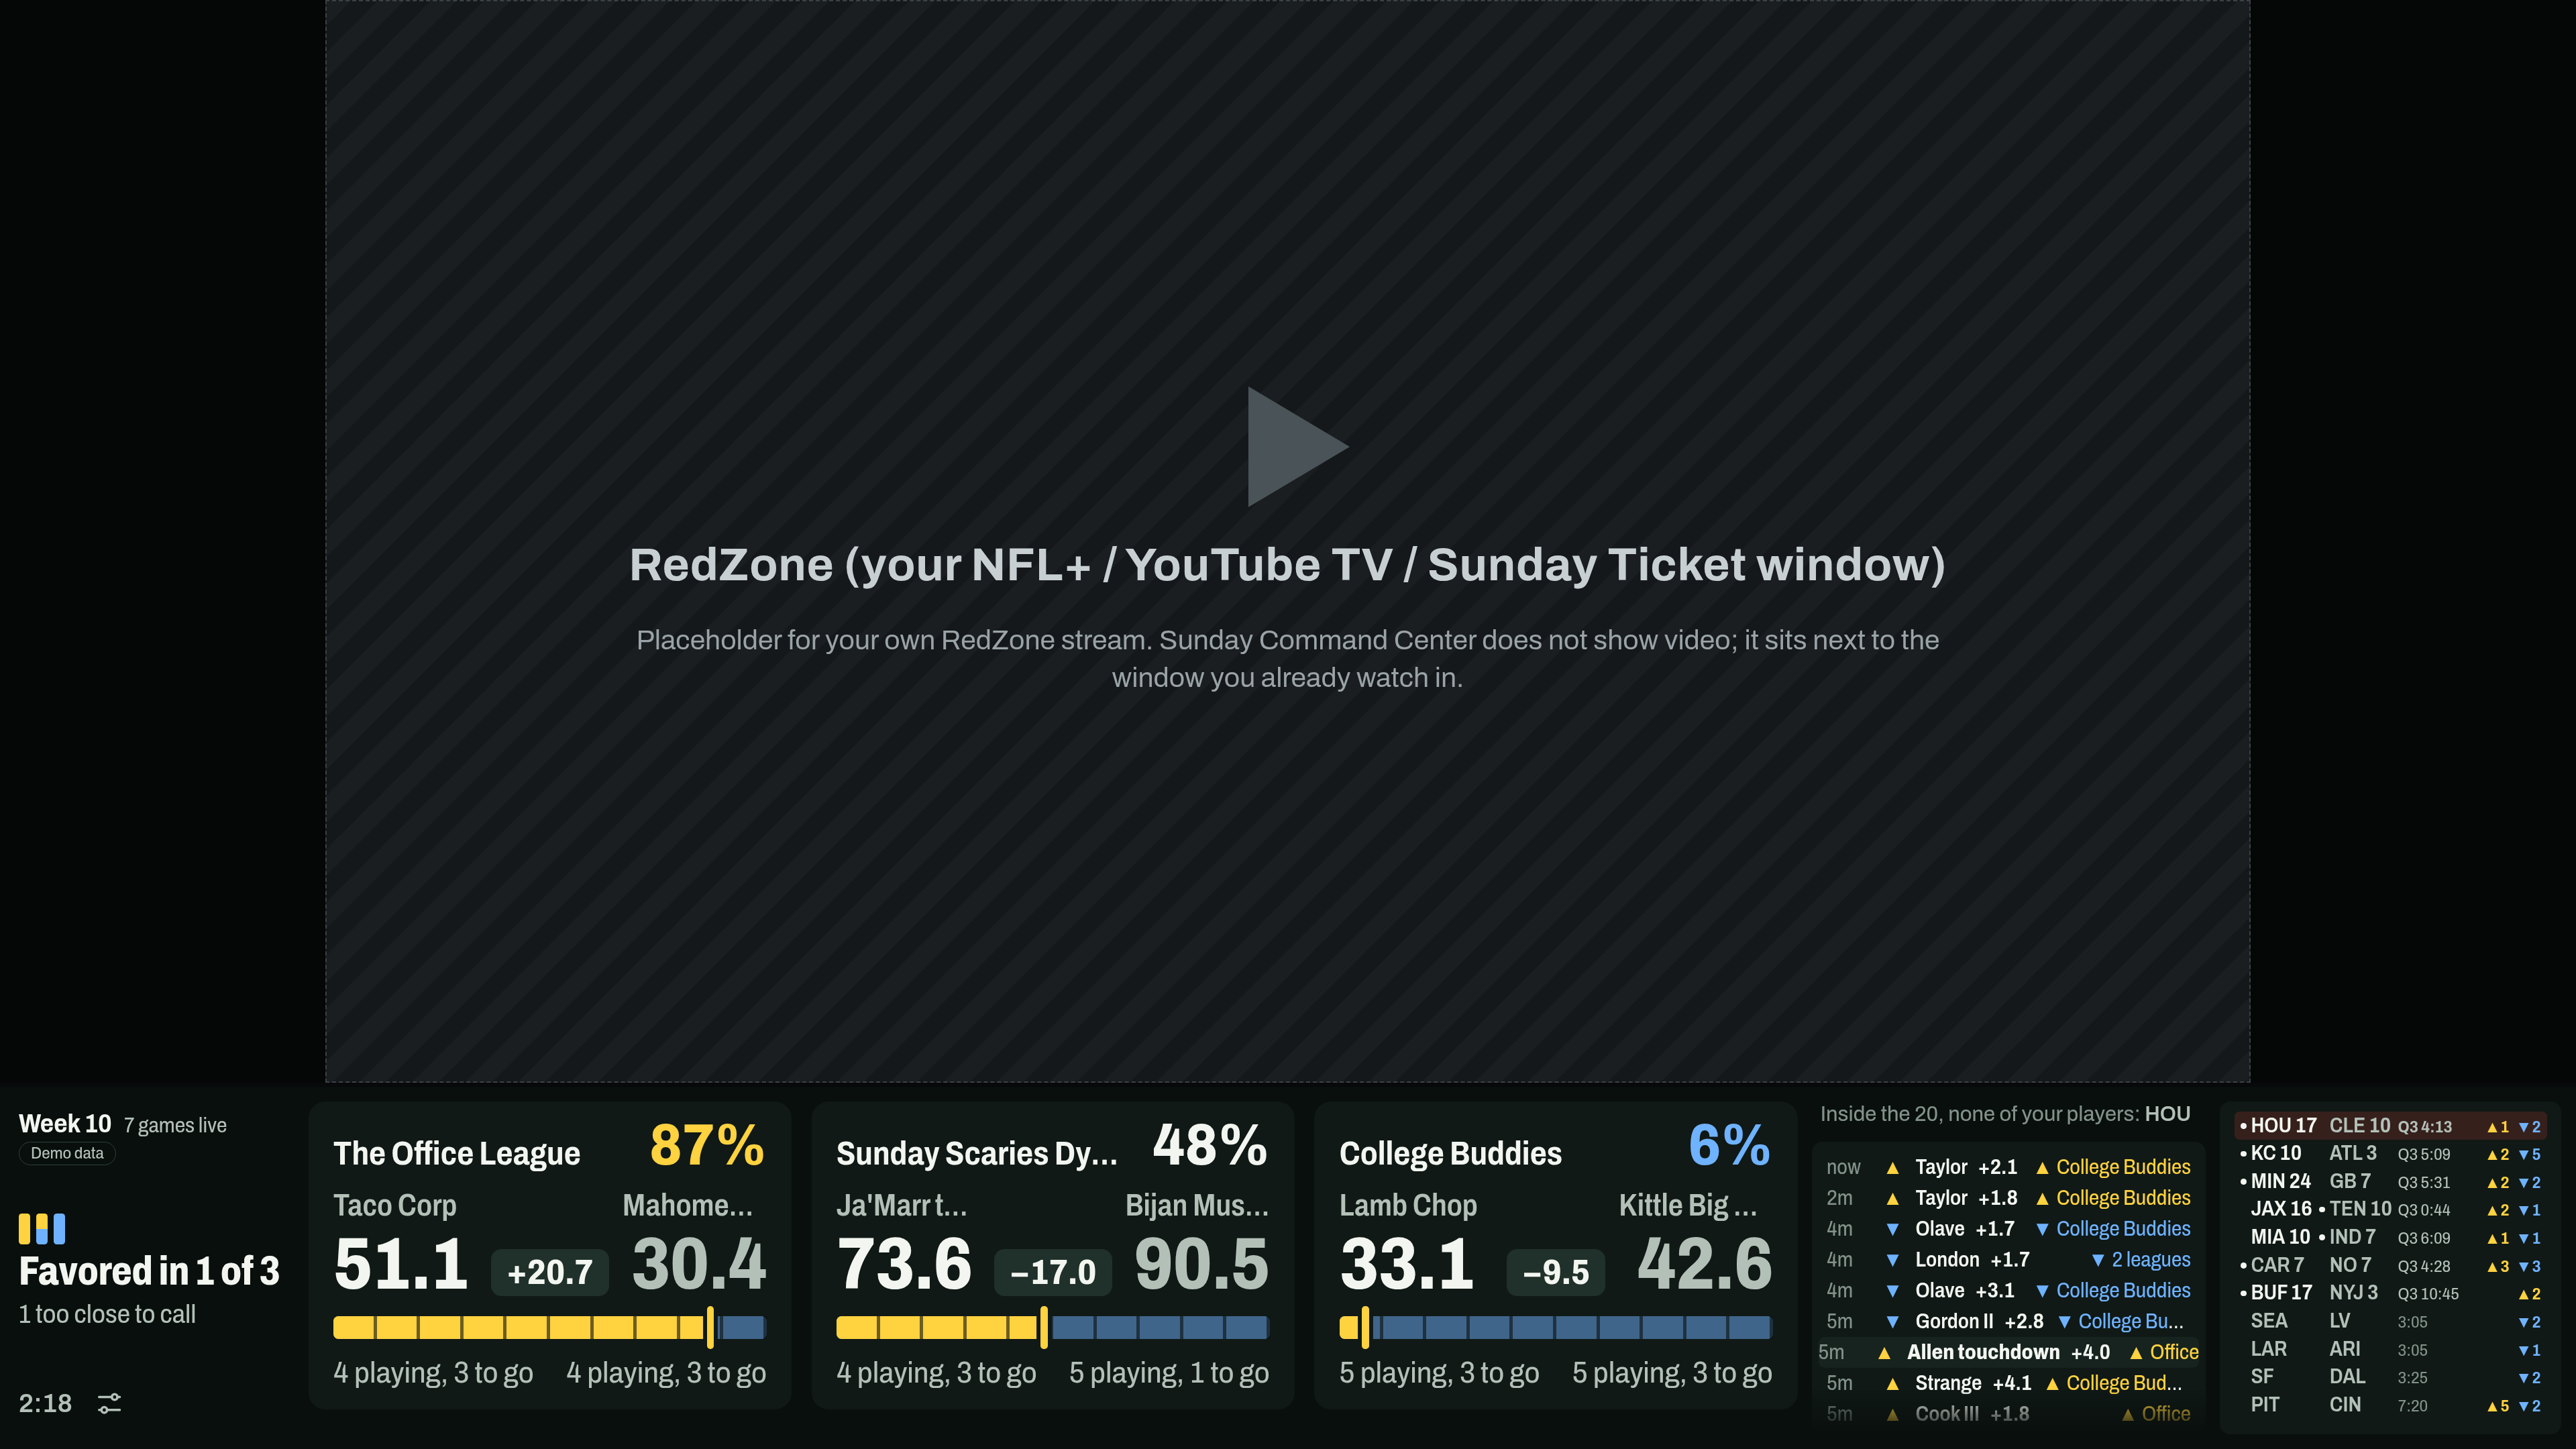 RedZone (your NFL+ / YouTube TV / Sunday Ticket window)
Placeholder for your own RedZone stream. Sunday Command Center does not show video; it sits next to the
window you already watch in.
Week 10 7 games live
Demo data
Favored in 1 of 3
1 too close to call
2:18
The Office League 87%
Taco Corp Mahome...
51.1 +20.7 30.4
4 playing, 3 to go 4 playing, 3 to go
Sunday Scaries Dy... 48%
Ja'Marr t... Bijan Mus...
73.6 −17.0 90.5
4 playing, 3 to go 5 playing, 1 to go
College Buddies 6%
Lamb Chop Kittle Big ...
33.1 −9.5 42.6
5 playing, 3 to go 5 playing, 3 to go
Inside the 20, none of your players: HOU
now ▲ Taylor +2.1 ▲ College Buddies
2m ▲ Taylor +1.8 ▲ College Buddies
4m ▼ Olave +1.7 ▼ College Buddies
4m ▼ London +1.7 ▼ 2 leagues
4m ▼ Olave +3.1 ▼ College Buddies
5m ▼ Gordon II +2.8 ▼ College Bu...
5m ▲ Allen touchdown +4.0 ▲ Office
5m ▲ Strange +4.1 ▲ College Bud...
5m ▲ Cook III +1.8 ▲ Office
• HOU 17 CLE 10 Q3 4:13 ▲1 ▼2
• KC 10 ATL 3 Q3 5:09 ▲2 ▼5
• MIN 24 GB 7 Q3 5:31 ▲2 ▼2
JAX 16 • TEN 10 Q3 0:44 ▲2 ▼1
MIA 10 • IND 7 Q3 6:09 ▲1 ▼1
• CAR 7 NO 7 Q3 4:28 ▲3 ▼3
• BUF 17 NYJ 3 Q3 10:45 ▲2
SEA LV 3:05 ▼2
LAR ARI 3:05 ▼1
SF DAL 3:25 ▼2
PIT CIN 7:20 ▲5 ▼2